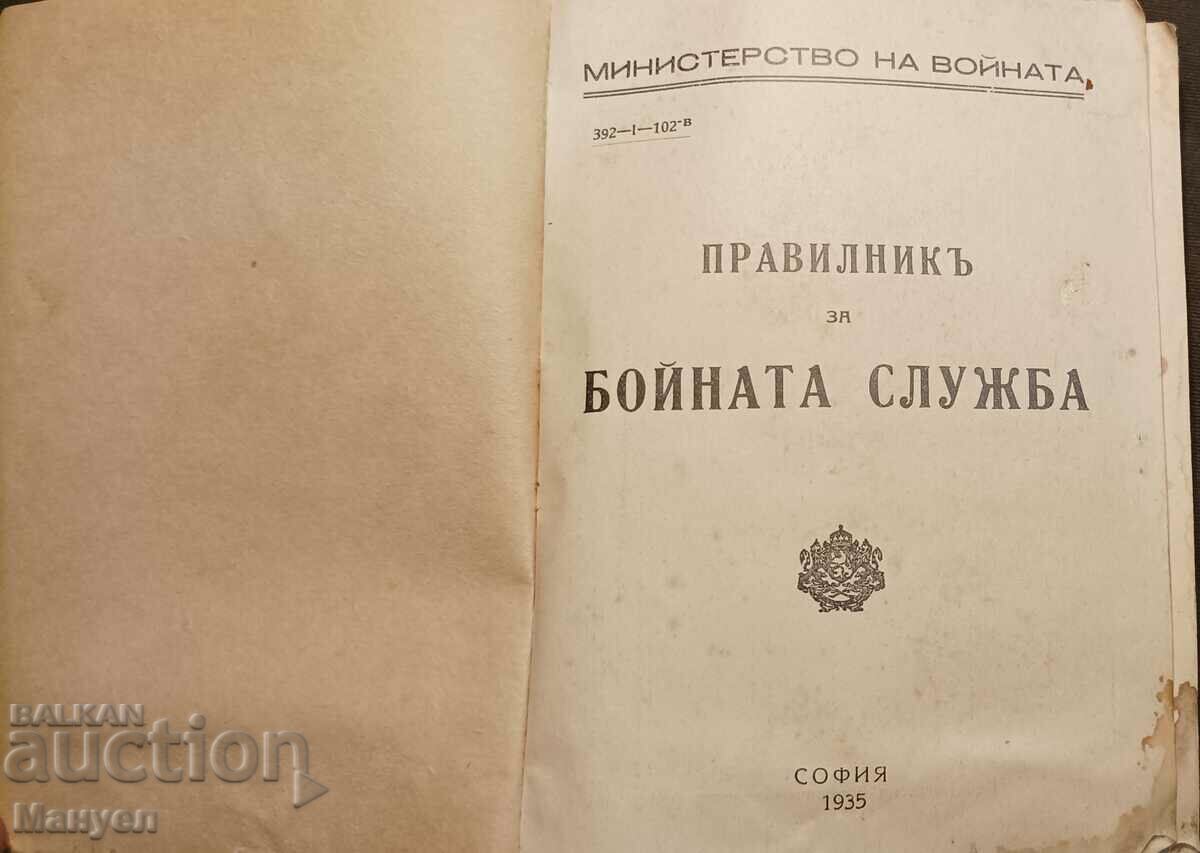 МИНИСТЕРСТВО НА ВОЙНАТА
392—I—102-В
ПРАВИЛНИКЪ
ЗА
БОЙНАТА СЛУЖБА
СОФИЯ
1935
BALKAN
auction
Мануел